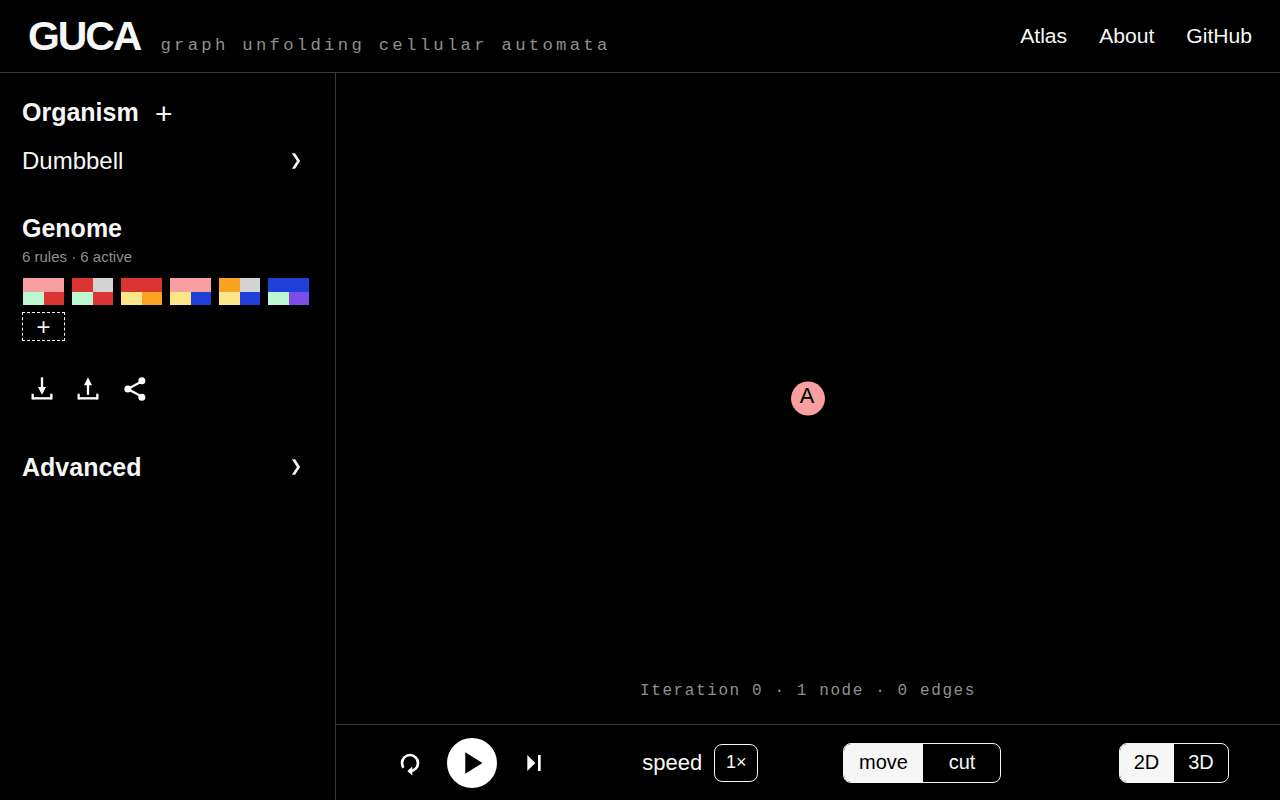 GUCA graph unfolding cellular automata
Atlas About GitHub
Organism +
Dumbbell
Genome
6 rules · 6 active
+
Advanced
A
Iteration 0 · 1 node · 0 edges
speed 1× move cut 2D 3D